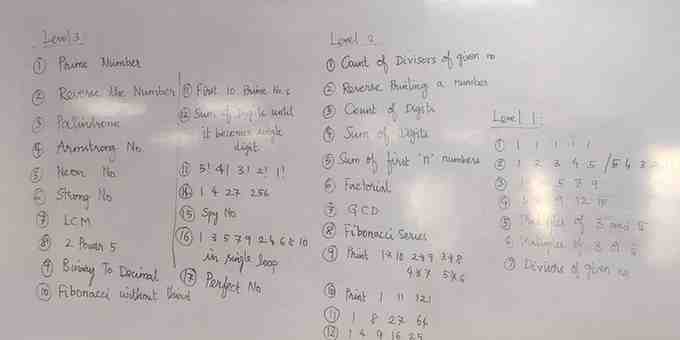 Level 3
① Prime Number
② Reverse the Number
③ Palindrome
④ Armstrong No
⑤ Neon No
⑥ Strong No
⑦ LCM
⑧ 2 Power 5
⑨ Binary To Decimal
⑩ Fibonacci without third
⑪ First 10 Prime No.s
⑫ Sum of Digits until
it becomes single
digit
⑬ 5! 4! 3! 2! 1!
⑭ 1 4 27 256
⑮ Spy No
⑯ 1 3 5 7 9 2 4 6 8 10
in single loop
⑰ Perfect No
Level 2
① Count of Divisors of given no
② Reverse Printing a number
③ Count of Digits
④ Sum of Digits
⑤ Sum of first "n" numbers
⑥ Factorial
⑦ GCD
⑧ Fibonacci Series
⑨ Print 1*10 2*9 3*8
4*7 5*6
⑩ Print 1 11 121
⑪ 1 8 27 64
⑫ 1 4 9 16 25
Level 1:
① 1 1 1 1 1
② 1 2 3 4 5 / 5 4 3 2
③ 1 5 7 9
④ 9 12 15
⑤ Multiples of 3 and 5
⑥ Multiples of 3 or 5
⑦ Divisors of given no